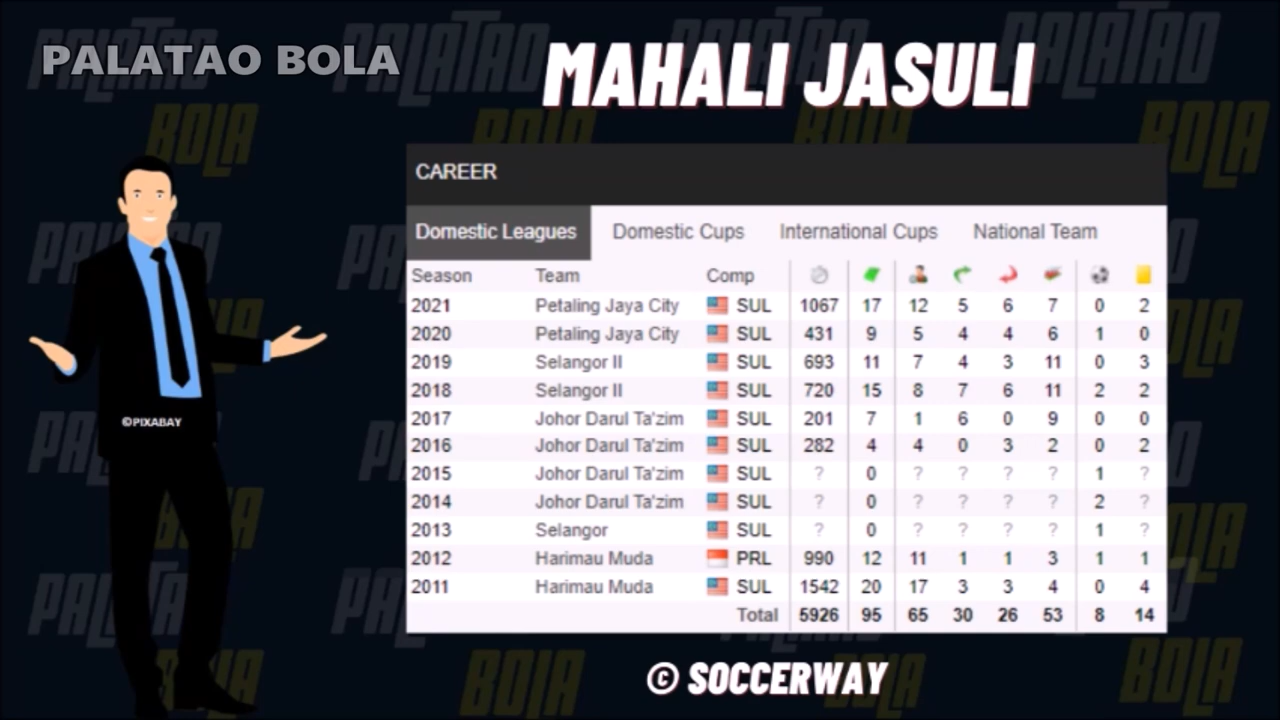 PALATAO BOLA
MAHALI JASULI
CAREER
Domestic Leagues Domestic Cups International Cups National Team
Season Team Comp
2021 Petaling Jaya City SUL 1067 17 12 5 6 7 0 2
2020 Petaling Jaya City SUL 431 9 5 4 4 6 1 0
2019 Selangor II SUL 693 11 7 4 3 11 0 3
2018 Selangor II SUL 720 15 8 7 6 11 2 2
2017 Johor Darul Ta'zim SUL 201 7 1 6 0 9 0 0
2016 Johor Darul Ta'zim SUL 282 4 4 0 3 2 0 2
2015 Johor Darul Ta'zim SUL ? 0 ? ? ? ? 1 ?
2014 Johor Darul Ta'zim SUL ? 0 ? ? ? ? 2 ?
2013 Selangor SUL ? 0 ? ? ? ? 1 ?
2012 Harimau Muda PRL 990 12 11 1 1 3 1 1
2011 Harimau Muda SUL 1542 20 17 3 3 4 0 4
Total 5926 95 65 30 26 53 8 14
©PIXABAY
© SOCCERWAY